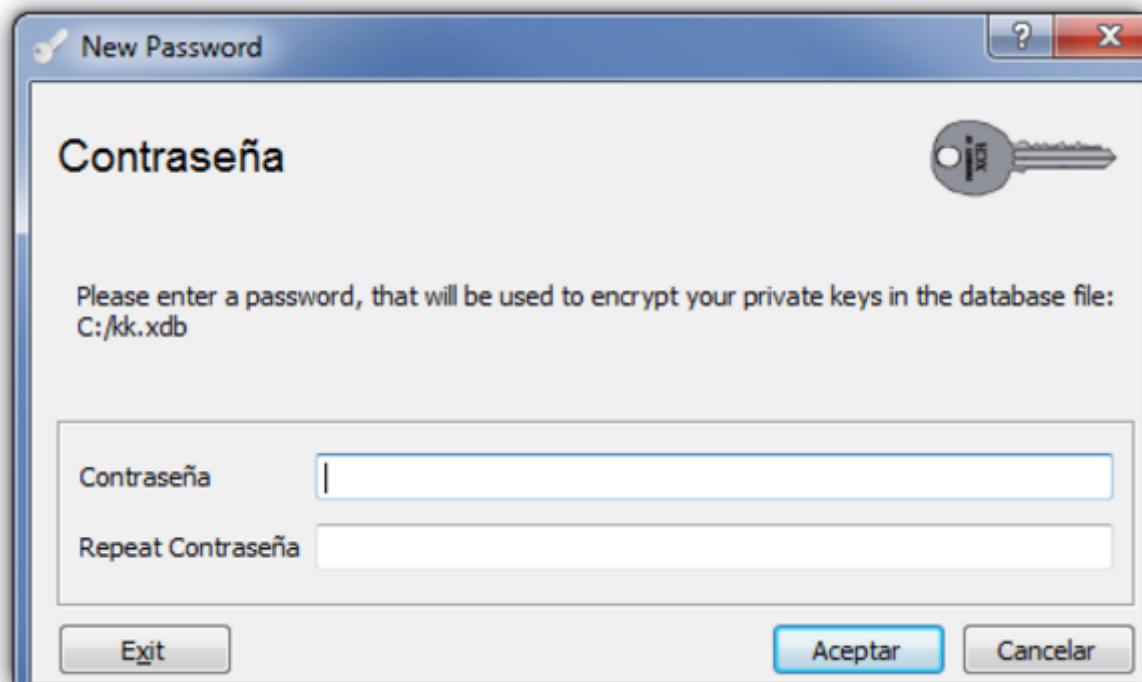 New Password
?
X
Contraseña
XCA
Please enter a password, that will be used to encrypt your private keys in the database file:
C:/kk.xdb
Contraseña
Repeat Contraseña
Exit
Aceptar
Cancelar